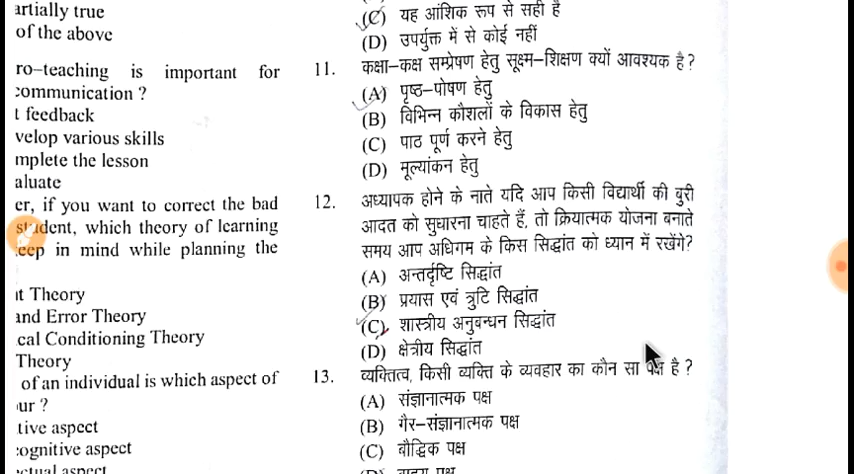 artially true
of the above
ro-teaching is important for
communication ?
t feedback
velop various skills
mplete the lesson
aluate
er, if you want to correct the bad
student, which theory of learning
eep in mind while planning the
t Theory
and Error Theory
cal Conditioning Theory
Theory
of an individual is which aspect of
ur ?
tive aspect
ognitive aspect
ctual aspect
(C) यह आंशिक रूप से सही है
(D) उपर्युक्त में से कोई नहीं
11. कक्षा-कक्ष सम्प्रेषण हेतु सूक्ष्म-शिक्षण क्यों आवश्यक है ?
(A) पृष्ठ-पोषण हेतु
(B) विभिन्न कौशलों के विकास हेतु
(C) पाठ पूर्ण करने हेतु
(D) मूल्यांकन हेतु
12. अध्यापक होने के नाते यदि आप किसी विद्यार्थी की बुरी
आदत को सुधारना चाहते हैं, तो क्रियात्मक योजना बनाते
समय आप अधिगम के किस सिद्धांत को ध्यान में रखेंगे?
(A) अन्तर्दृष्टि सिद्धांत
(B) प्रयास एवं त्रुटि सिद्धांत
(C) शास्त्रीय अनुबन्धन सिद्धांत
(D) क्षेत्रीय सिद्धांत
13. व्यक्तित्व, किसी व्यक्ति के व्यवहार का कौन सा पक्ष है ?
(A) संज्ञानात्मक पक्ष
(B) गैर-संज्ञानात्मक पक्ष
(C) बौद्धिक पक्ष